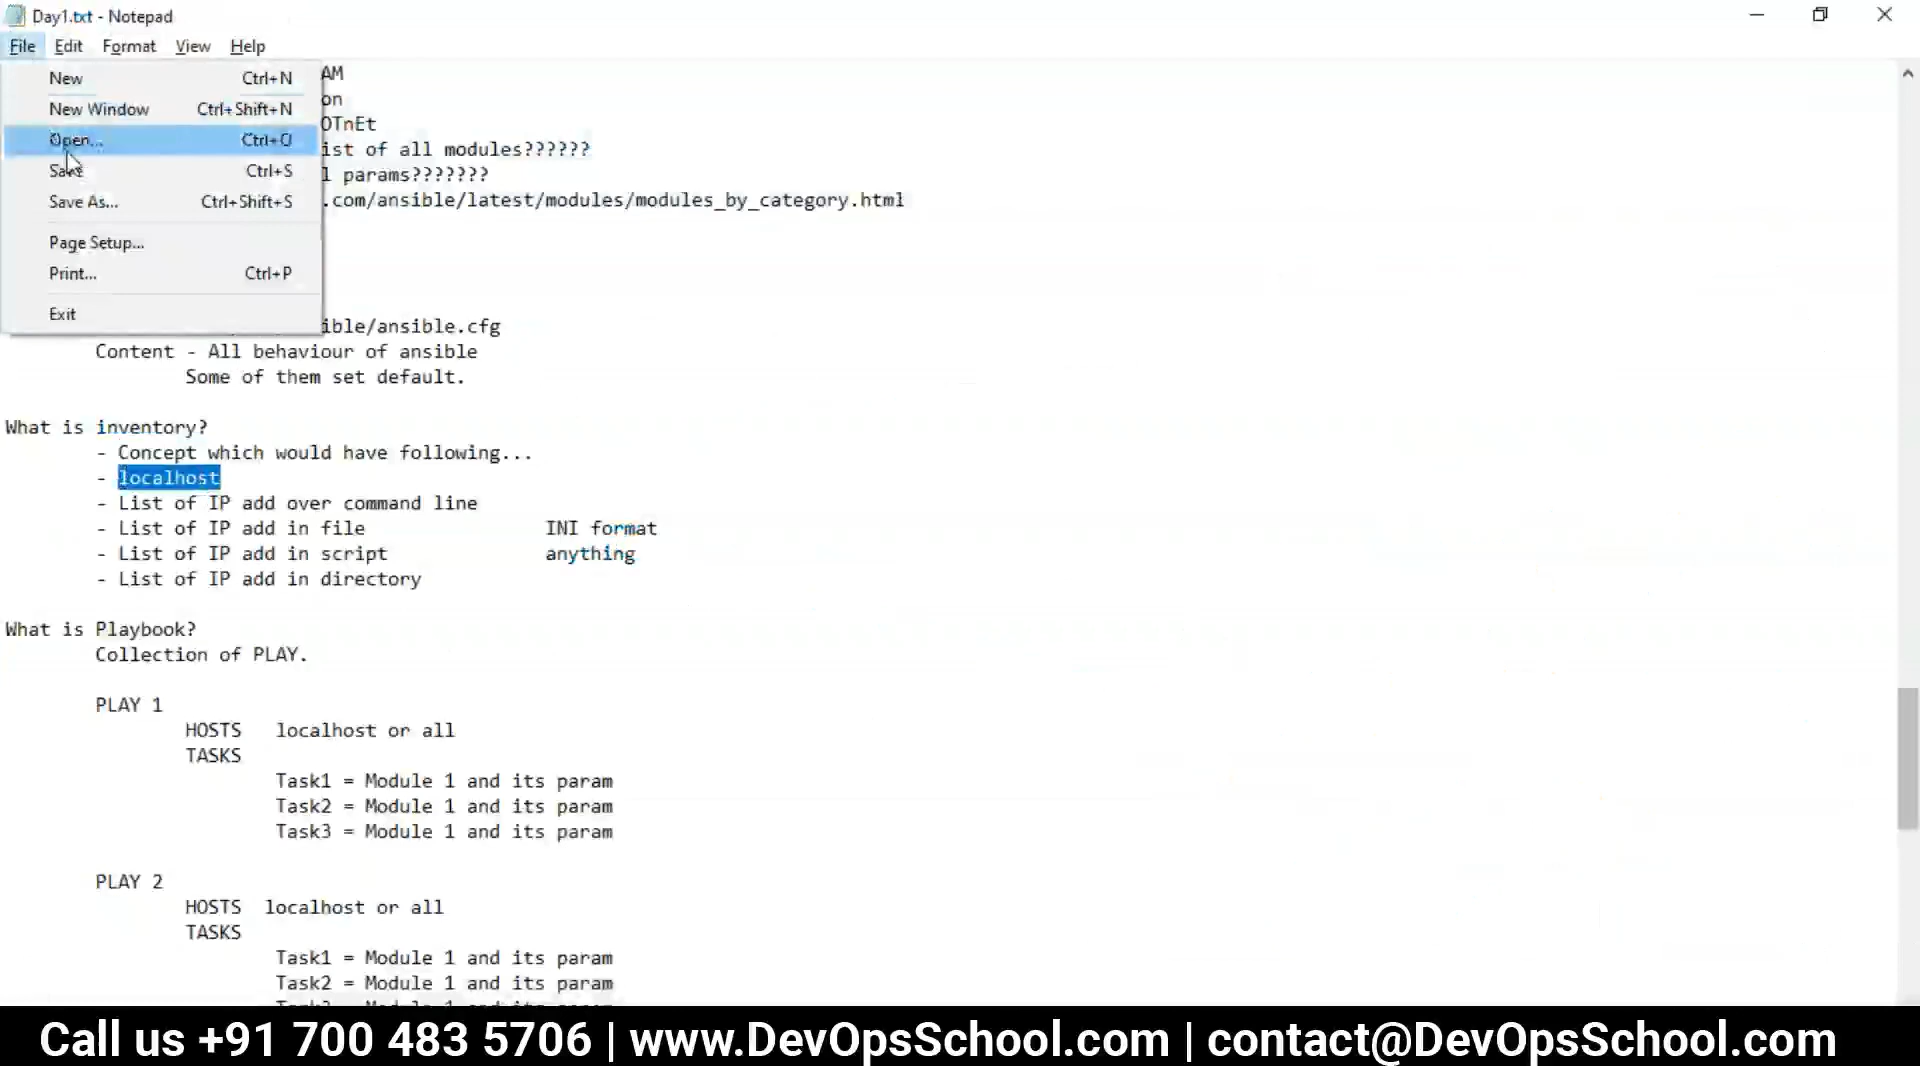 Day1.txt - Notepad
File Edit Format View Help
New Ctrl+N
New Window Ctrl+Shift+N
Open... Ctrl+O
Save Ctrl+S
Save As... Ctrl+Shift+S
Page Setup...
Print... Ctrl+P
Exit
AM
on
OTnEt
ist of all modules??????
l params???????
.com/ansible/latest/modules/modules_by_category.html
ible/ansible.cfg
Content - All behaviour of ansible
Some of them set default.
What is inventory?
- Concept which would have following...
- localhost
- List of IP add over command line
- List of IP add in file INI format
- List of IP add in script anything
- List of IP add in directory
What is Playbook?
Collection of PLAY.
PLAY 1
HOSTS localhost or all
TASKS
Task1 = Module 1 and its param
Task2 = Module 1 and its param
Task3 = Module 1 and its param
PLAY 2
HOSTS localhost or all
TASKS
Task1 = Module 1 and its param
Task2 = Module 1 and its param
Call us +91 700 483 5706 | www.DevOpsSchool.com | contact@DevOpsSchool.com